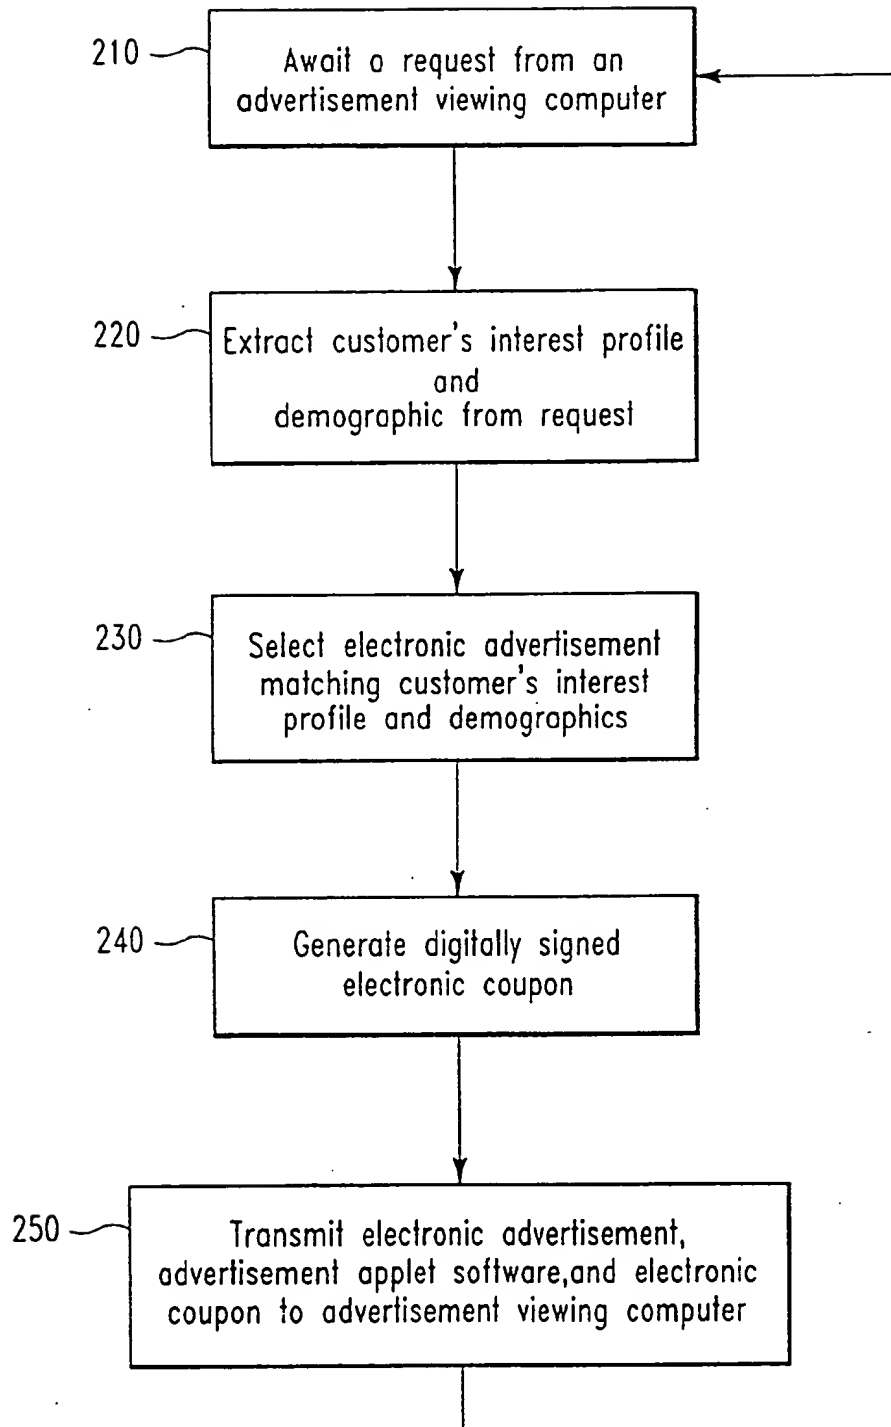 210
Await a request from an
advertisement viewing computer
220
Extract customer's interest profile
and
demographic from request
230
Select electronic advertisement
matching customer's interest
profile and demographics
240
Generate digitally signed
electronic coupon
250
Transmit electronic advertisement,
advertisement applet software,and electronic
coupon to advertisement viewing computer